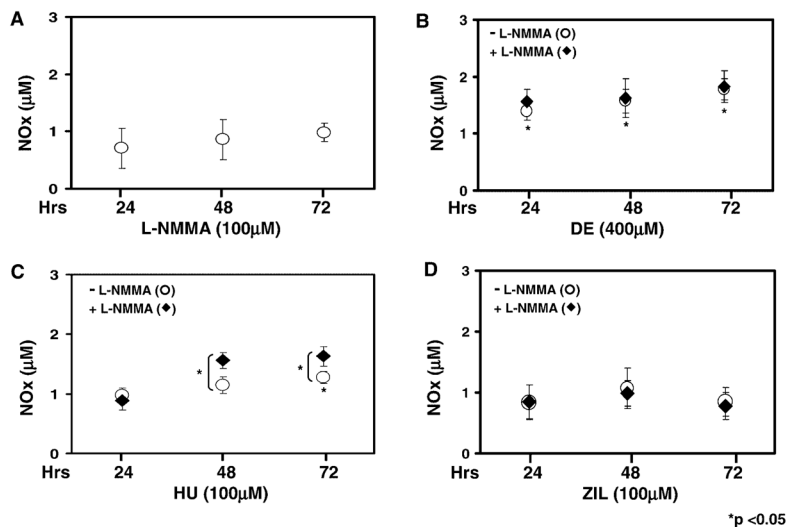 A
3
2
1
0
NOx (μM)
Hrs 24 48 72
L-NMMA (100μM)
B
3
2
1
0
NOx (μM)
- L-NMMA (○)
+ L-NMMA (◆)
* * *
Hrs 24 48 72
DE (400μM)
C
3
2
1
0
NOx (μM)
- L-NMMA (○)
+ L-NMMA (◆)
* * *
Hrs 24 48 72
HU (100μM)
D
3
2
1
0
NOx (μM)
- L-NMMA (○)
+ L-NMMA (◆)
Hrs 24 48 72
ZIL (100μM)
*p <0.05